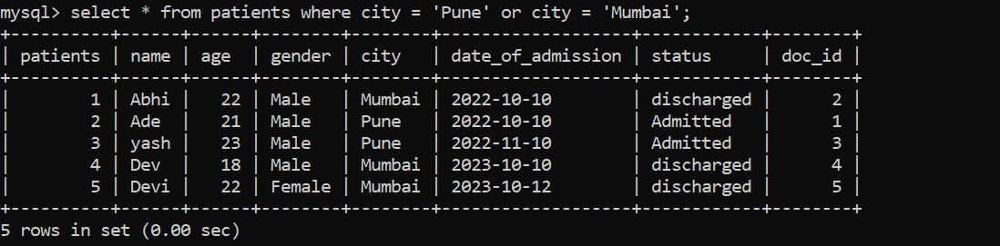 mysql> select * from patients where city = 'Pune' or city = 'Mumbai';
+----------+------+------+--------+--------+-------------------+------------+--------+
| patients | name | age  | gender | city   | date_of_admission | status     | doc_id |
+----------+------+------+--------+--------+-------------------+------------+--------+
|        1 | Abhi |   22 | Male   | Mumbai | 2022-10-10        | discharged |      2 |
|        2 | Ade  |   21 | Male   | Pune   | 2022-10-10        | Admitted   |      1 |
|        3 | yash |   23 | Male   | Pune   | 2022-11-10        | Admitted   |      3 |
|        4 | Dev  |   18 | Male   | Mumbai | 2023-10-10        | discharged |      4 |
|        5 | Devi |   22 | Female | Mumbai | 2023-10-12        | discharged |      5 |
+----------+------+------+--------+--------+-------------------+------------+--------+
5 rows in set (0.00 sec)